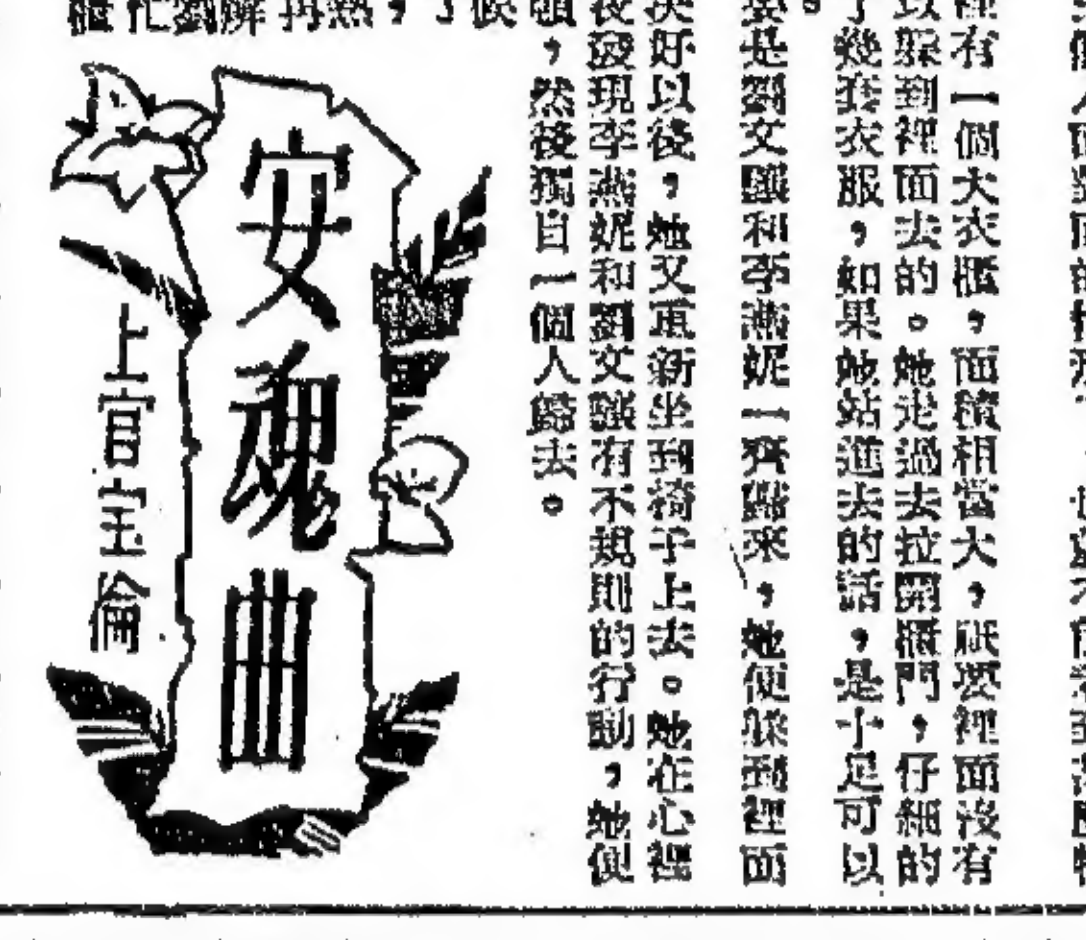 裡有一個大衣櫃，面積相當大，祇要裡面沒有
以躲到裡面去的。她走過去拉開櫃門，仔細的
了幾套衣服，如果她站進去的話，是十足可以
。
要是劉文驥和李燕妮一齊歸來，她便躲到裡面
決好以後，她又重新坐到椅子上去。她在心裡
後發現李燕妮和劉文驥有不規則的行動，她便
頓，然後獨自一個人歸去。
安魂曲
上官宝倫